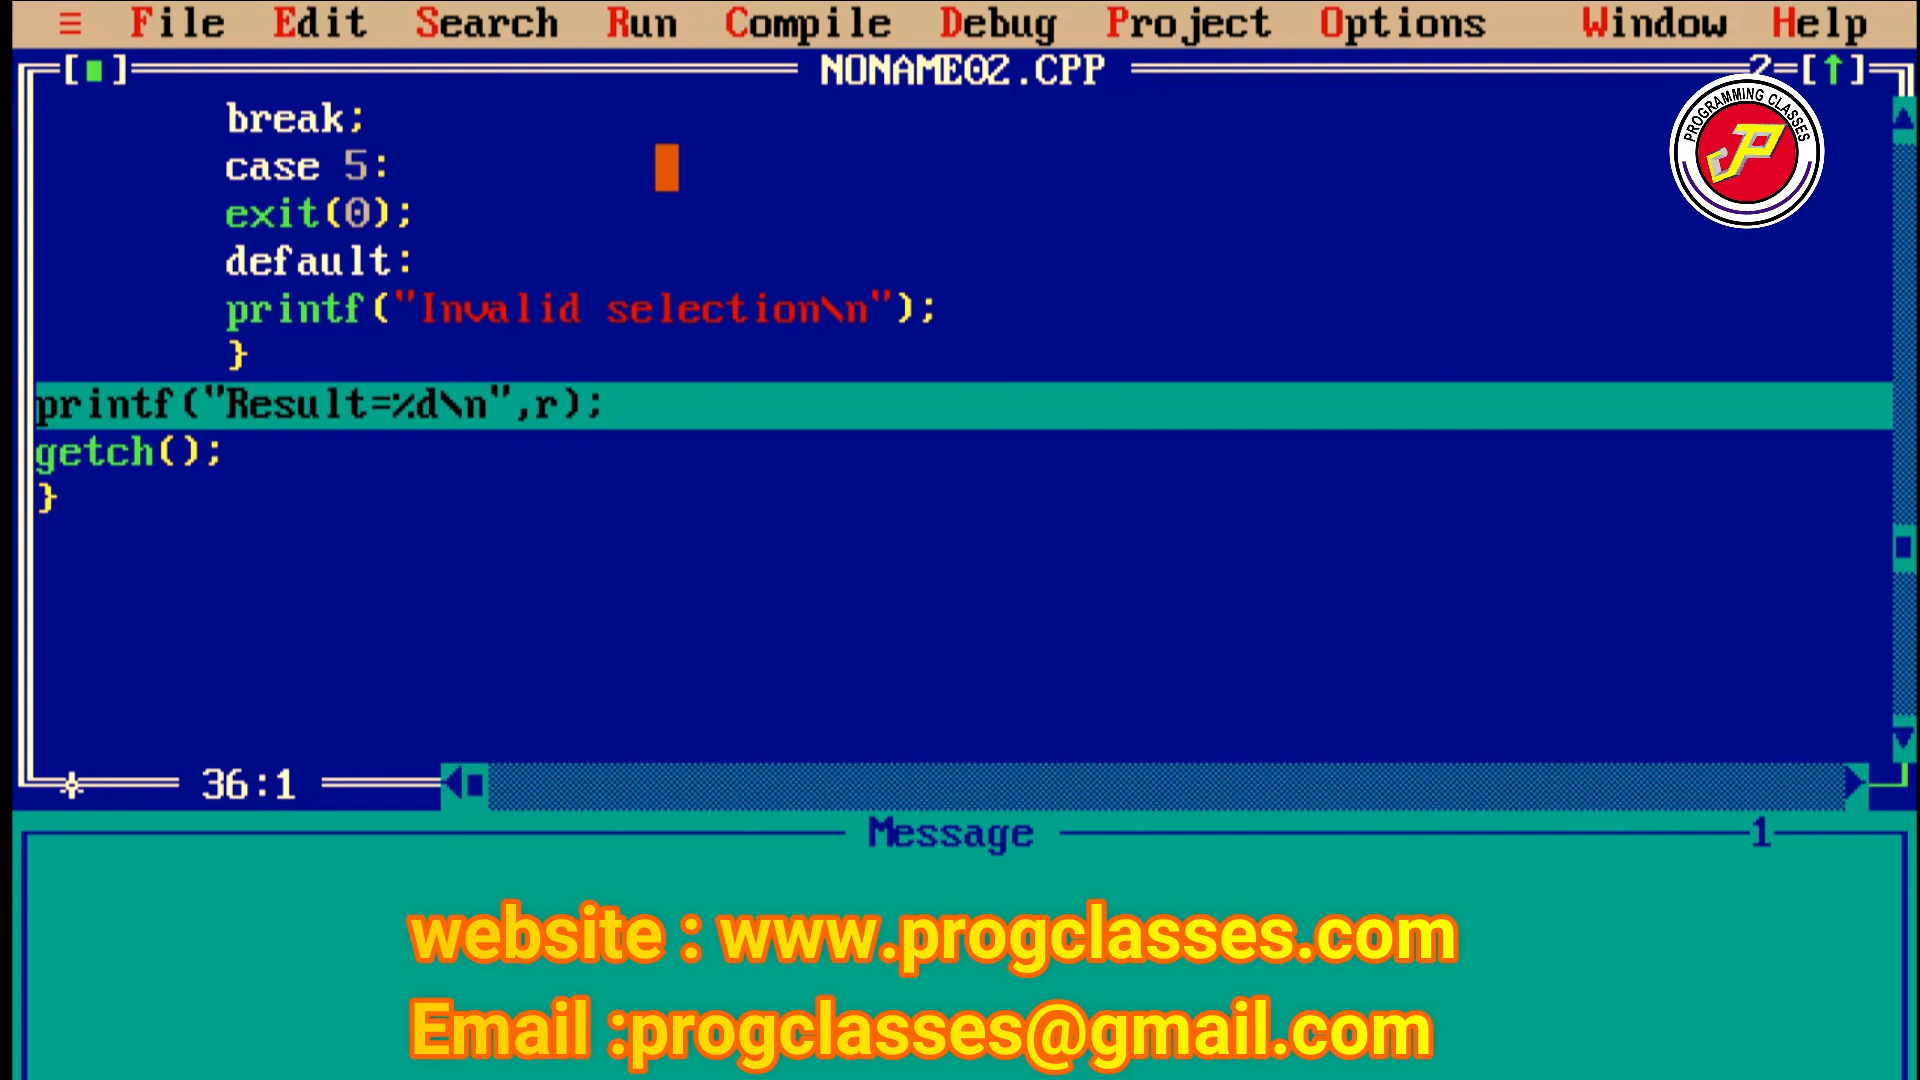 ≡ File Edit Search Run Compile Debug Project Options Window Help
[■] NONAME02.CPP 2=[↑]
PROGRAMMING CLASSES
JP
break;
case 5:
exit(0);
default:
printf("Invalid selection\n");
}
printf("Result=%d\n",r);
getch();
}
36:1
Message 1
website : www.progclasses.com
Email :progclasses@gmail.com